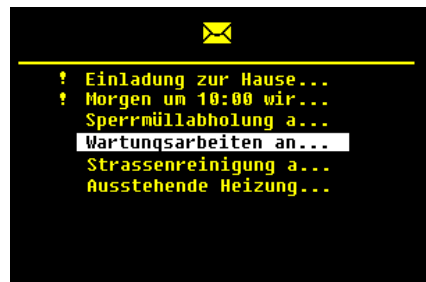 ! Einladung zur Hause...
! Morgen um 10:00 wir...
Sperrmüllabholung a...
Wartungsarbeiten an...
Strassenreinigung a...
Ausstehende Heizung...